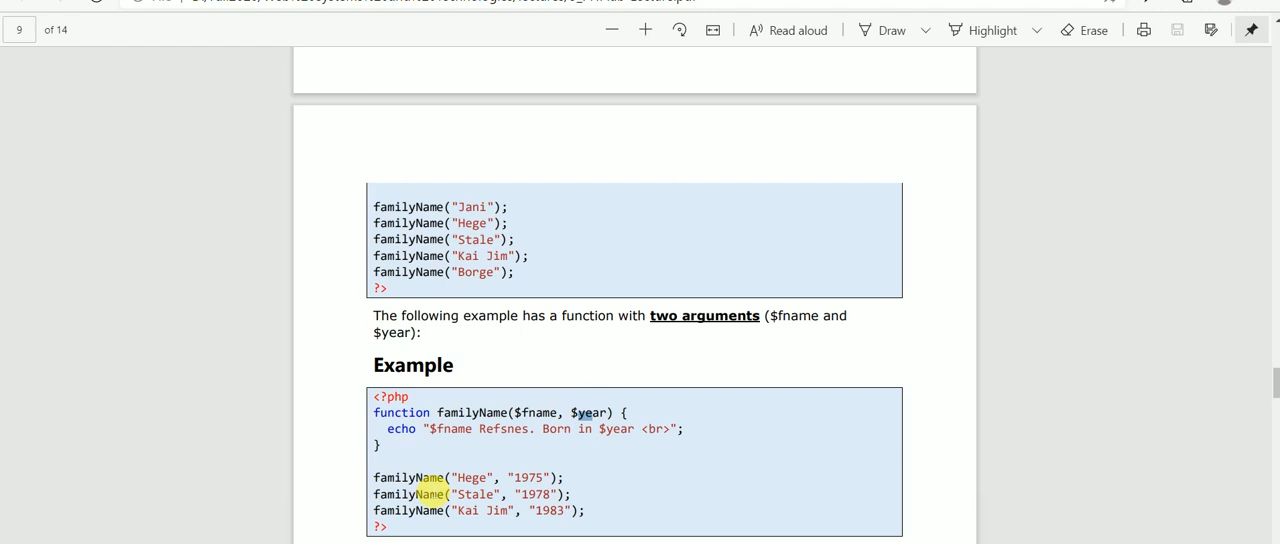 9 of 14
Read aloud
Draw
Highlight
Erase
familyName("Jani");
familyName("Hege");
familyName("Stale");
familyName("Kai Jim");
familyName("Borge");
?>
The following example has a function with two arguments ($fname and
$year):
Example
<?php
function familyName($fname, $year) {
echo "$fname Refsnes. Born in $year <br>";
}
familyName("Hege", "1975");
familyName("Stale", "1978");
familyName("Kai Jim", "1983");
?>